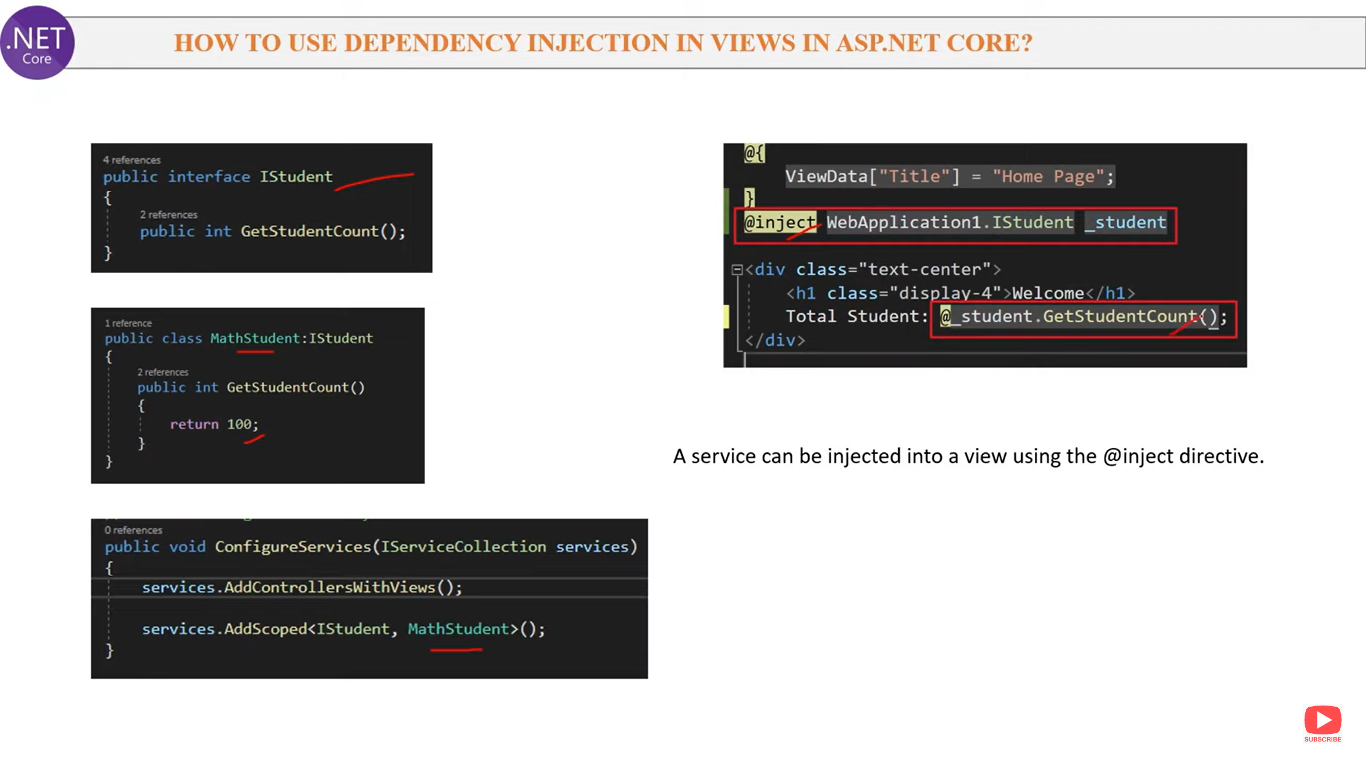 .NET
Core
HOW TO USE DEPENDENCY INJECTION IN VIEWS IN ASP.NET CORE?
4 references
public interface IStudent
{
2 references
public int GetStudentCount();
}
1 reference
public class MathStudent:IStudent
{
2 references
public int GetStudentCount()
{
return 100;
}
}
0 references
public void ConfigureServices(IServiceCollection services)
{
services.AddControllersWithViews();
services.AddScoped<IStudent, MathStudent>();
}
@{
ViewData["Title"] = "Home Page";
}
@inject WebApplication1.IStudent _student
<div class="text-center">
<h1 class="display-4">Welcome</h1>
Total Student: @_student.GetStudentCount();
</div>
A service can be injected into a view using the @inject directive.
SUBSCRIBE